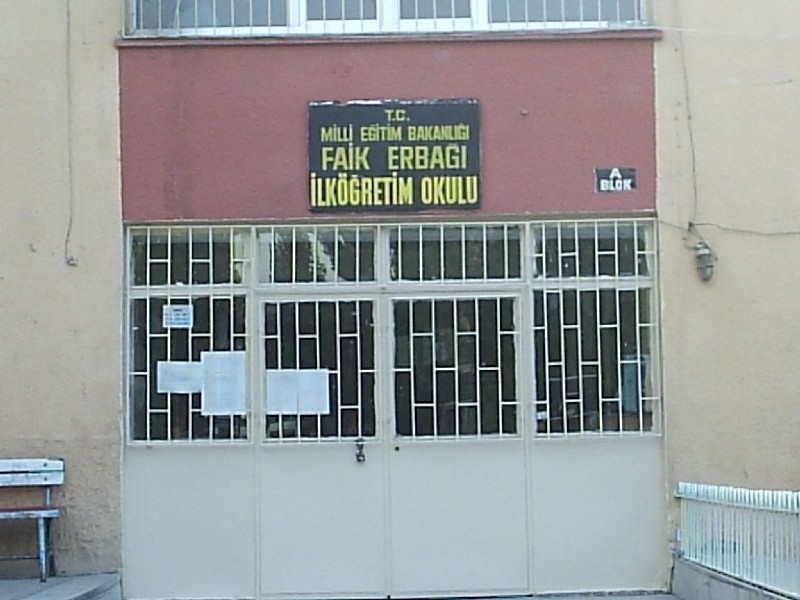 T.C.
MİLLİ EĞİTİM BAKANLIĞI
FAİK ERBAĞI
İLKÖĞRETİM OKULU
A
BLOK